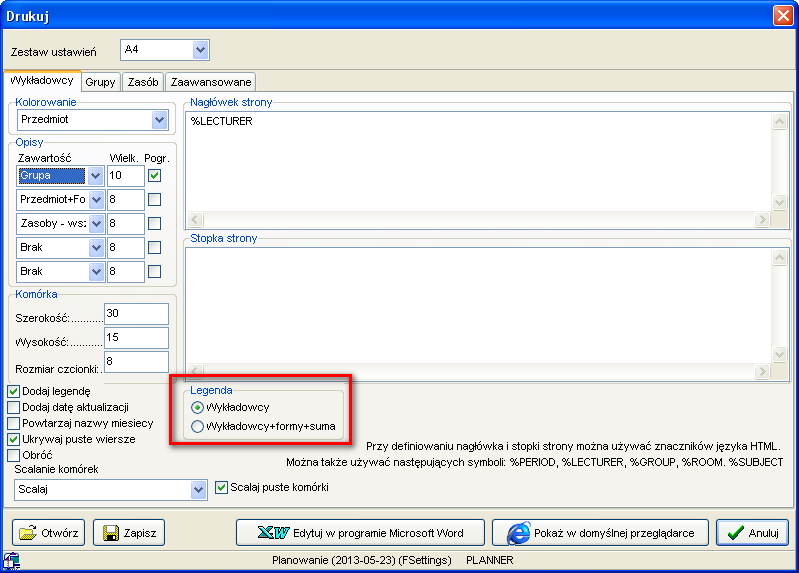 Drukuj
Zestaw ustawień A4
Wykładowcy Grupy Zasób Zaawansowane
Kolorowanie
Przedmiot
Opisy
Zawartość Wielk. Pogr.
Grupa 10
Przedmiot+Fo 8
Zasoby - wsz 8
Brak 8
Brak 8
Komórka
Szerokość:........... 30
Wysokość:........... 15
Rozmiar czcionki: 8
Dodaj legendę
Dodaj datę aktualizacji
Powtarzaj nazwy miesiecy
Ukrywaj puste wiersze
Obróć
Scalanie komórek
Scalaj
Scalaj puste komórki
Nagłówek strony
%LECTURER
Stopka strony
Legenda
Wykładowcy
Wykładowcy+formy+suma
Przy definiowaniu nagłówka i stopki strony można używać znaczników języka HTML.
Można także używać następujących symboli: %PERIOD, %LECTURER, %GROUP, %ROOM. %SUBJECT
Otwórz Zapisz Edytuj w programie Microsoft Word Pokaż w domyślnej przeglądarce Anuluj
Planowanie (2013-05-23) (FSettings) PLANNER